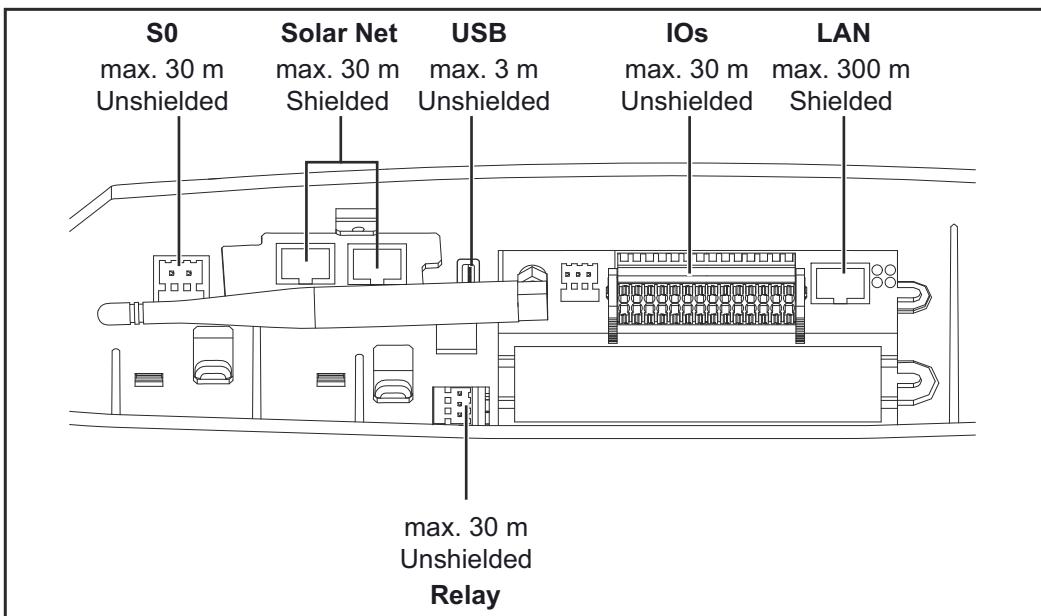 S0
max. 30 m
Unshielded
Solar Net
max. 30 m
Shielded
USB
max. 3 m
Unshielded
IOs
max. 30 m
Unshielded
LAN
max. 300 m
Shielded
max. 30 m
Unshielded
Relay